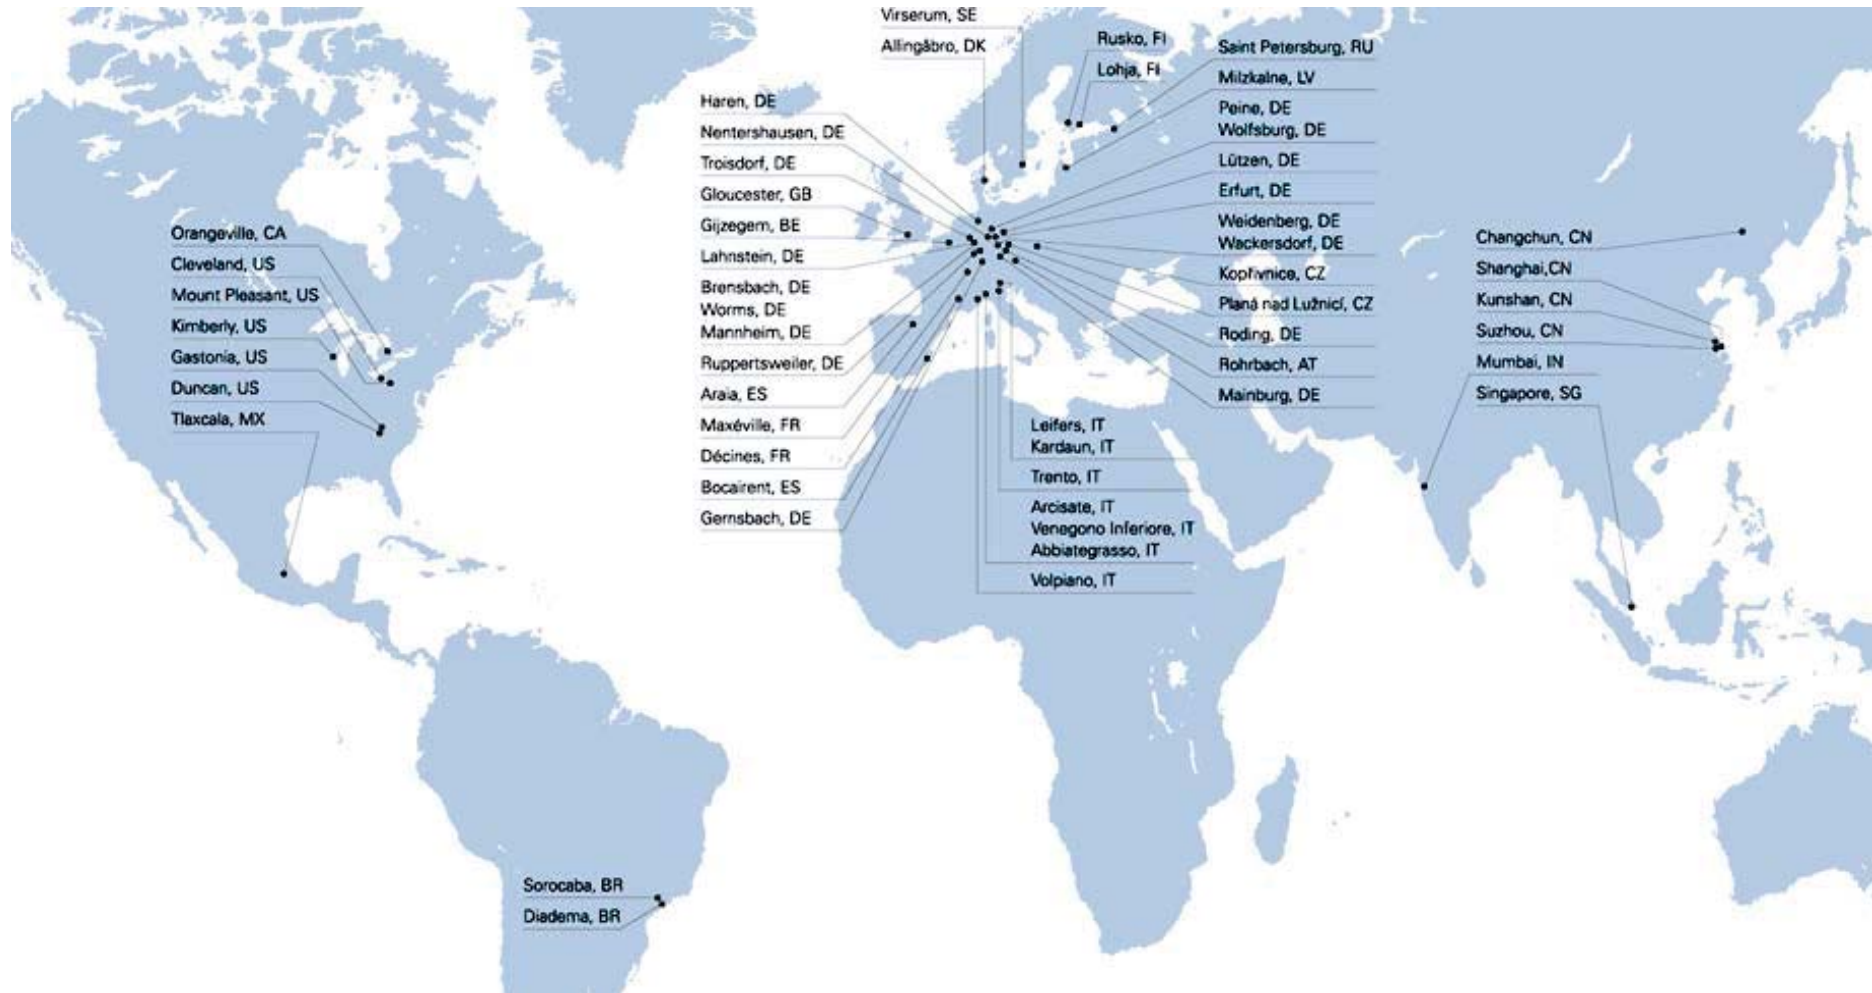 Virserum, SE
Allingåbro, DK
Rusko, FI
Lohja, FI
Saint Petersburg, RU
Milzkalne, LV
Peine, DE
Wolfsburg, DE
Lützen, DE
Erfurt, DE
Weidenberg, DE
Wackersdorf, DE
Kopřivnice, CZ
Planá nad Lužnicí, CZ
Roding, DE
Rohrbach, AT
Mainburg, DE
Haren, DE
Nentershausen, DE
Troisdorf, DE
Gloucester, GB
Gijzegem, BE
Lahnstein, DE
Brensbach, DE
Worms, DE
Mannheim, DE
Ruppertsweiler, DE
Araia, ES
Maxéville, FR
Décines, FR
Bocairent, ES
Gernsbach, DE
Orangeville, CA
Cleveland, US
Mount Pleasant, US
Kimberly, US
Gastonia, US
Duncan, US
Tlaxcala, MX
Leifers, IT
Kardaun, IT
Trento, IT
Arcisate, IT
Venegono Inferiore, IT
Abbiategrasso, IT
Volpiano, IT
Changchun, CN
Shanghai,CN
Kunshan, CN
Suzhou, CN
Mumbai, IN
Singapore, SG
Sorocaba, BR
Diadema, BR